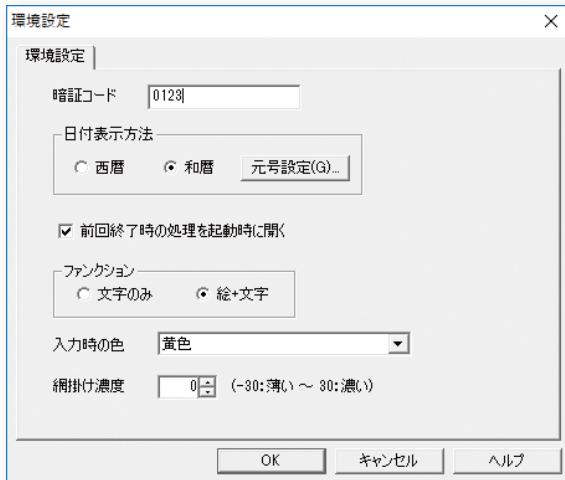 環境設定
環境設定
暗証コード 0123
日付表示方法
西暦 和暦 元号設定(G)...
前回終了時の処理を起動時に開く
ファンクション
文字のみ 絵+文字
入力時の色 黄色
網掛け濃度 0 (-30:薄い ～ 30:濃い)
OK キャンセル ヘルプ